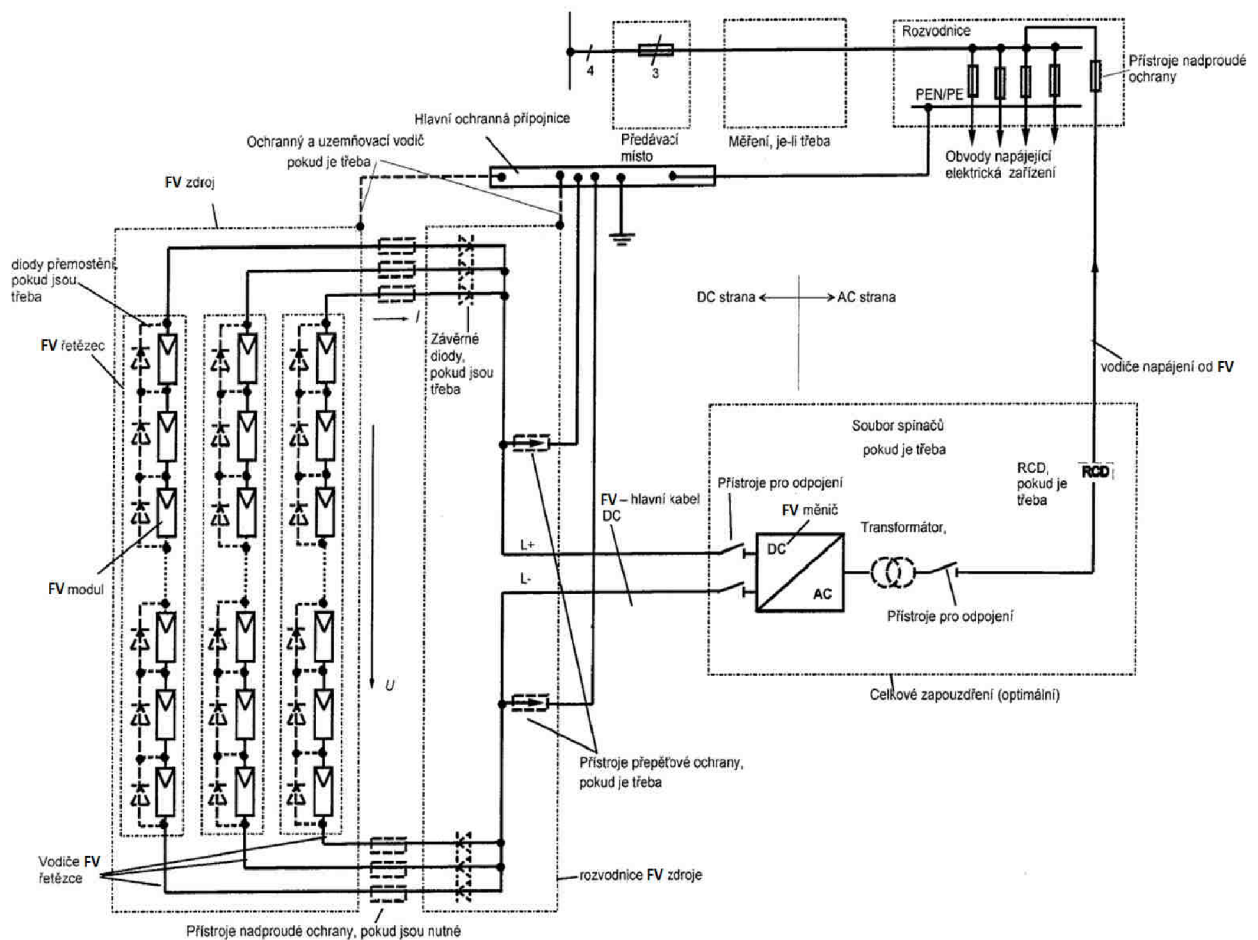 Rozvodnice
Přístroje nadproudé
ochrany
4
3
PEN/PE
Hlavní ochranná přípojnice
Předávací
místo
Měření, je-li třeba
Ochranný a uzemňovací vodič
pokud je třeba
Obvody napájející
elektrická zařízení
FV zdroj
diody přemostění,
pokud jsou
třeba
I
DC strana
AC strana
Závěrné
diody,
pokud jsou
třeba
FV řetězec
vodiče napájení od FV
Soubor spínačů
pokud je třeba
RCD,
pokud je
třeba
RCD
Přístroje pro odpojení
FV – hlavní kabel
DC
FV měnič
Transformátor,
L+
DC
L-
AC
FV modul
Přístroje pro odpojení
U
Celkové zapouzdření (optimální)
Přístroje přepěťové ochrany,
pokud je třeba
Vodiče FV
řetězce
rozvodnice FV zdroje
Přístroje nadproudé ochrany, pokud jsou nutné